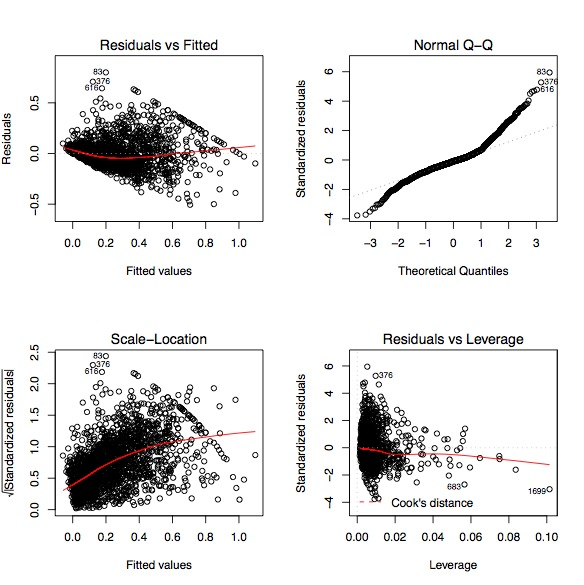 Residuals vs Fitted
Residuals
0.5
0.0
−0.5
83
376
616
0.0 0.2 0.4 0.6 0.8 1.0
Fitted values
Normal Q−Q
Standardized residuals
6
4
2
0
−2
−4
83
376
616
−3 −2 −1 0 1 2 3
Theoretical Quantiles
Scale−Location
√|Standardized residuals|
2.5
2.0
1.5
1.0
0.5
0.0
83
376
616
0.0 0.2 0.4 0.6 0.8 1.0
Fitted values
Residuals vs Leverage
Standardized residuals
6
4
2
0
−2
−4
376
683
1699
Cook's distance
0.00 0.02 0.04 0.06 0.08 0.10
Leverage